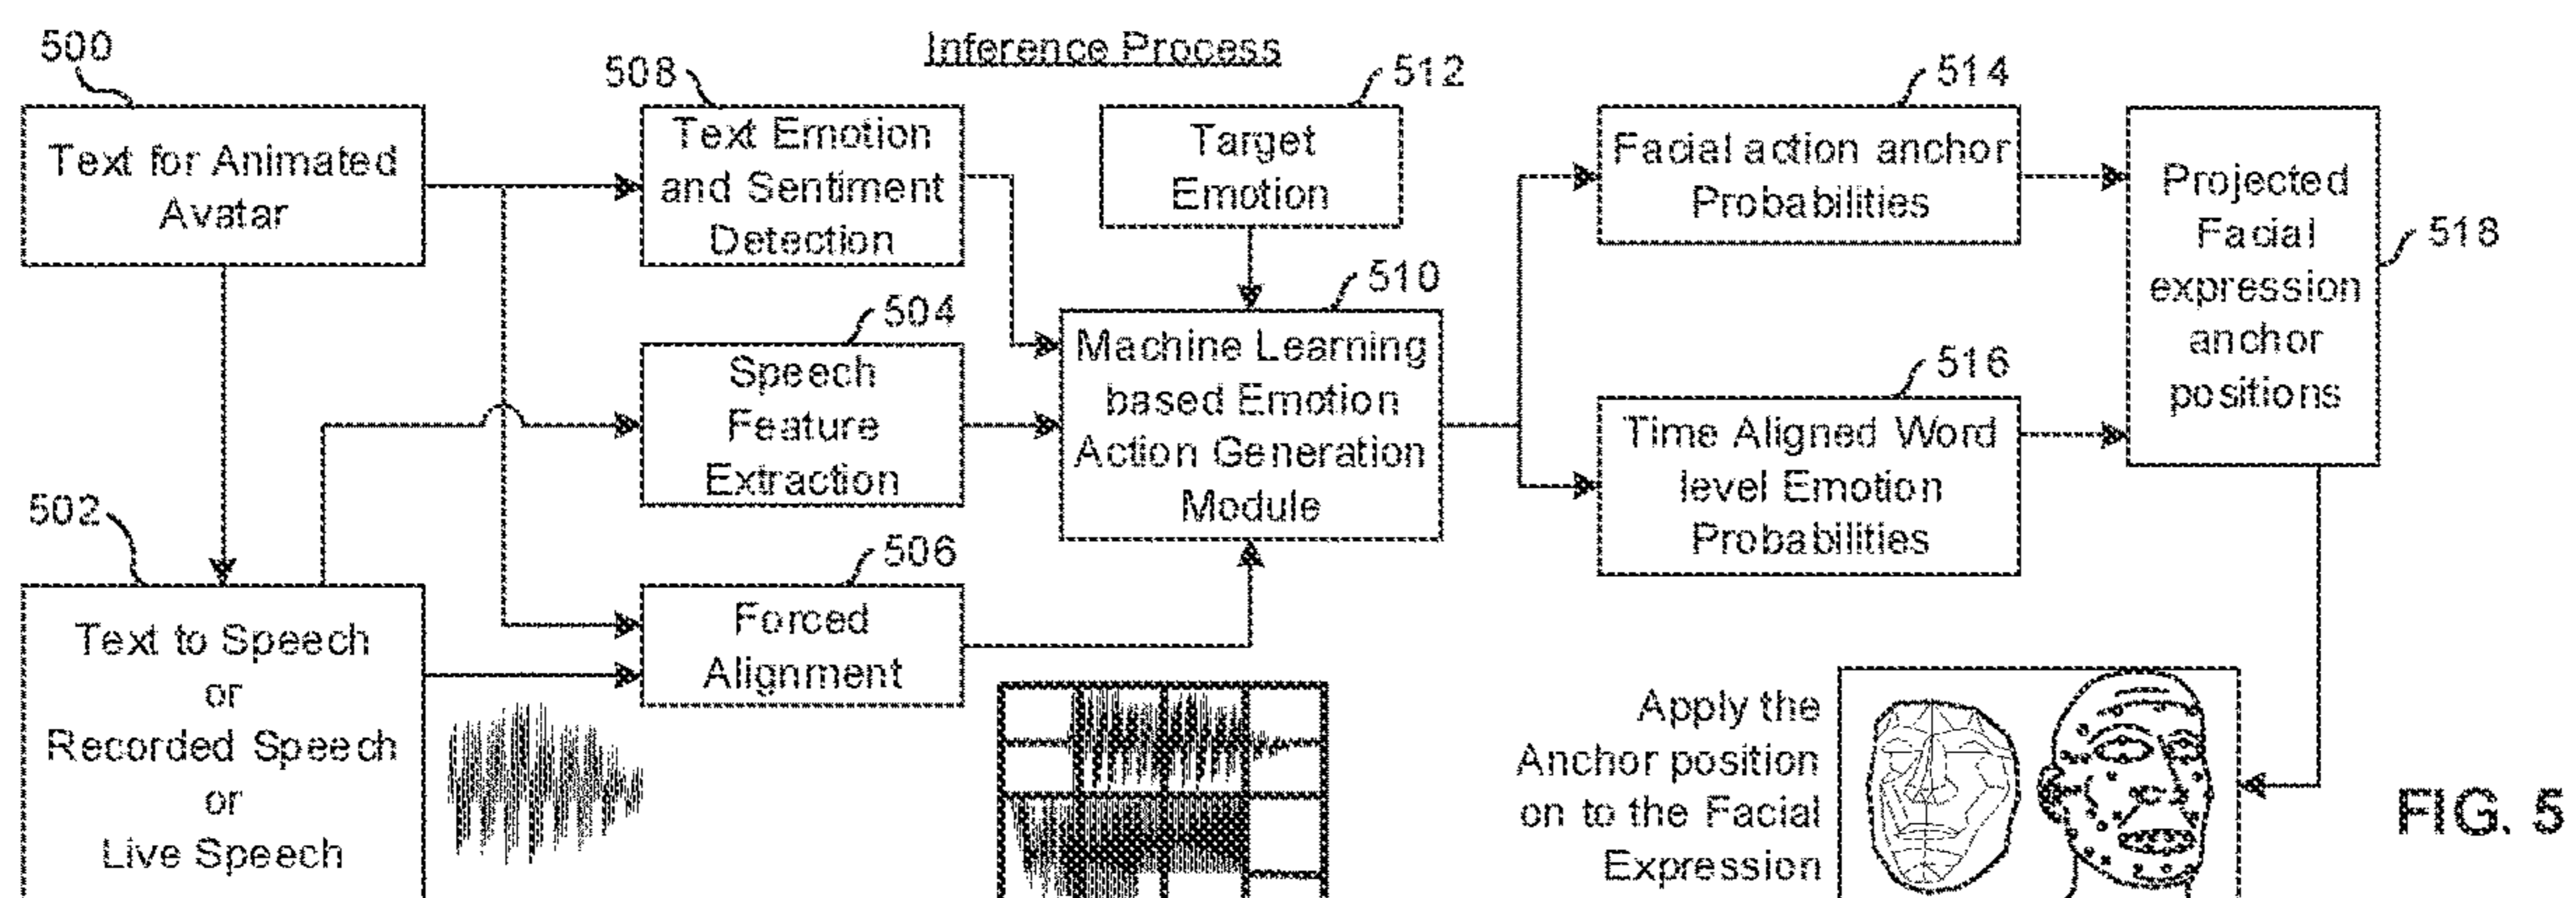 Inference Process
500
Text for Animated
Avatar
508
Text Emotion
and Sentiment
Detection
512
Target
Emotion
514
Facial action anchor
Probabilities
Projected
Facial
expression
anchor
positions
518
504
Speech
Feature
Extraction
510
Machine Learning
based Emotion
Action Generation
Module
516
Time Aligned Word
level Emotion
Probabilities
502
Text to Speech
or
Recorded Speech
or
Live Speech
506
Forced
Alignment
Apply the
Anchor position
on to the Facial
Expression
FIG. 5